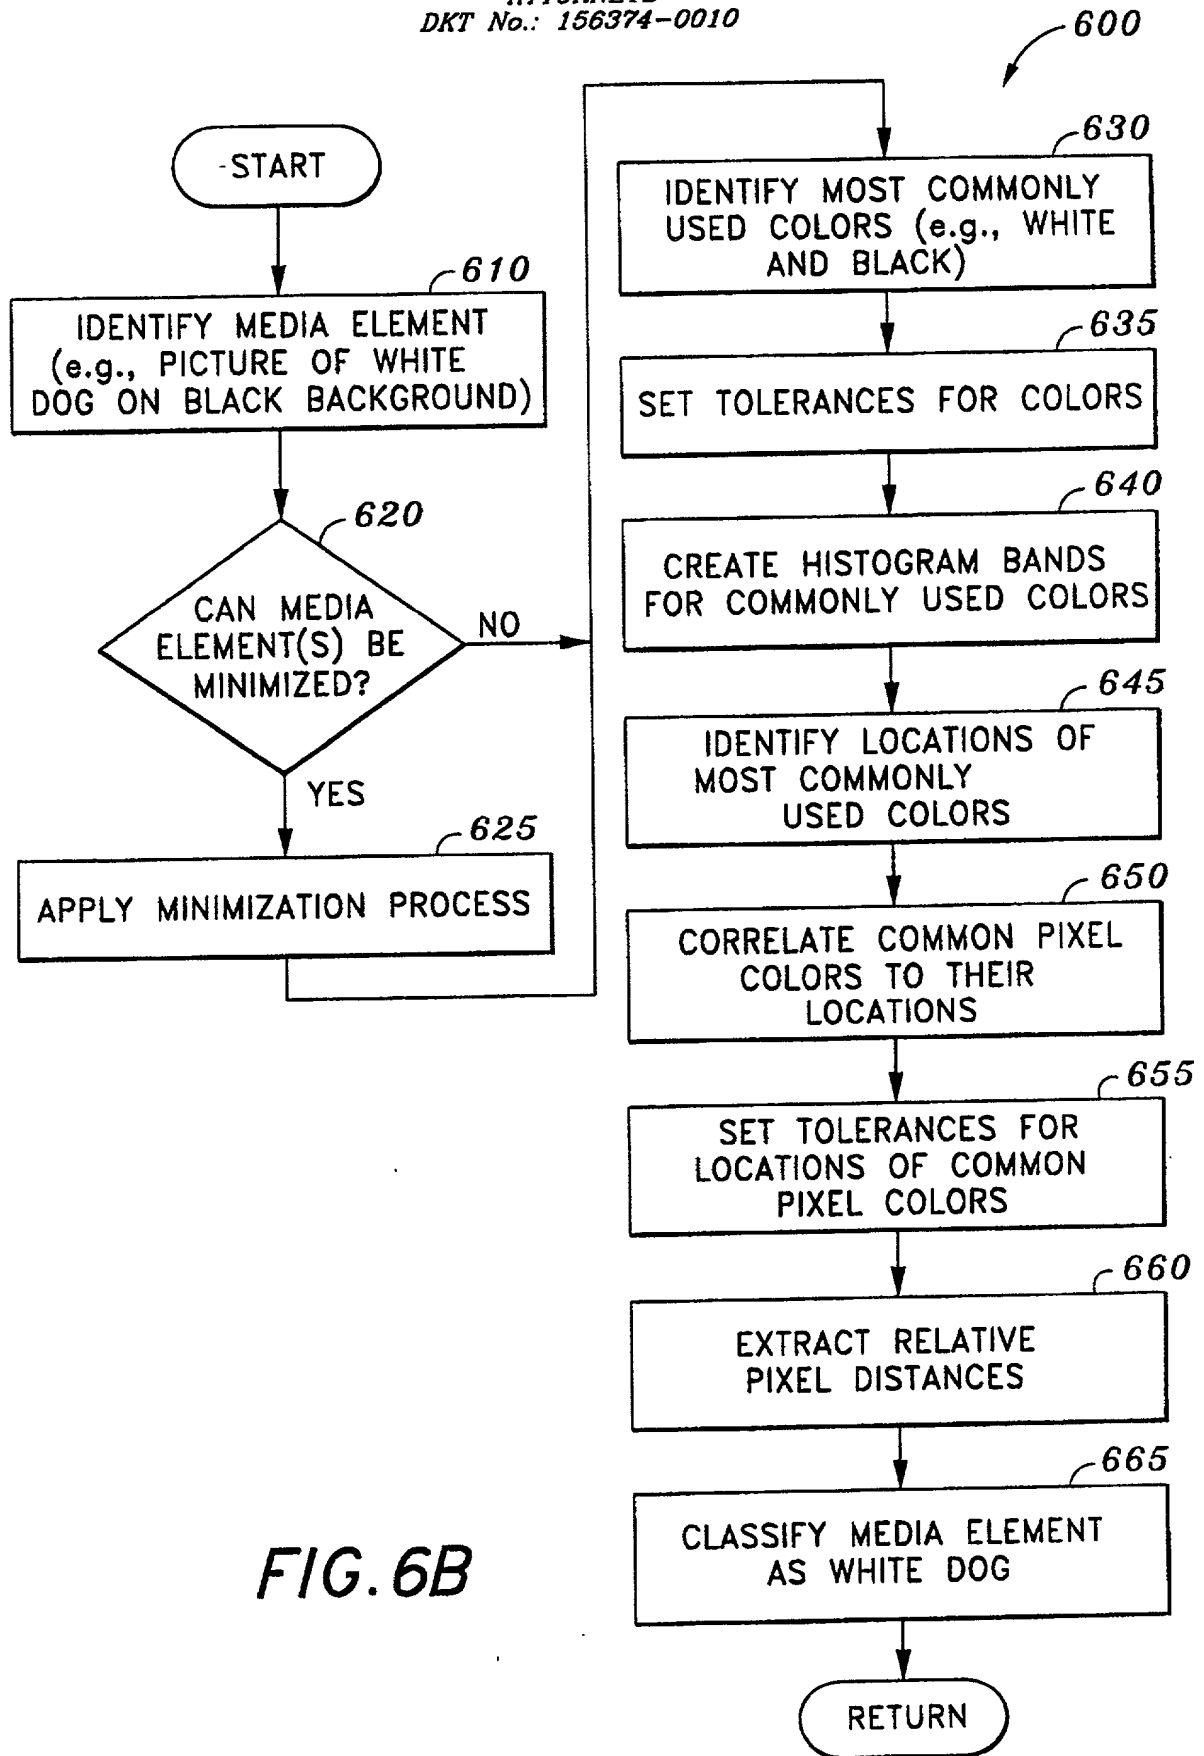 DKT No.: 156374-0010
600
-START
610
IDENTIFY MEDIA ELEMENT
(e.g., PICTURE OF WHITE
DOG ON BLACK BACKGROUND)
620
CAN MEDIA
ELEMENT(S) BE
MINIMIZED?
NO
YES
625
APPLY MINIMIZATION PROCESS
630
IDENTIFY MOST COMMONLY
USED COLORS (e.g., WHITE
AND BLACK)
635
SET TOLERANCES FOR COLORS
640
CREATE HISTOGRAM BANDS
FOR COMMONLY USED COLORS
645
IDENTIFY LOCATIONS OF
MOST COMMONLY
USED COLORS
650
CORRELATE COMMON PIXEL
COLORS TO THEIR
LOCATIONS
655
SET TOLERANCES FOR
LOCATIONS OF COMMON
PIXEL COLORS
660
EXTRACT RELATIVE
PIXEL DISTANCES
665
CLASSIFY MEDIA ELEMENT
AS WHITE DOG
RETURN
FIG. 6B